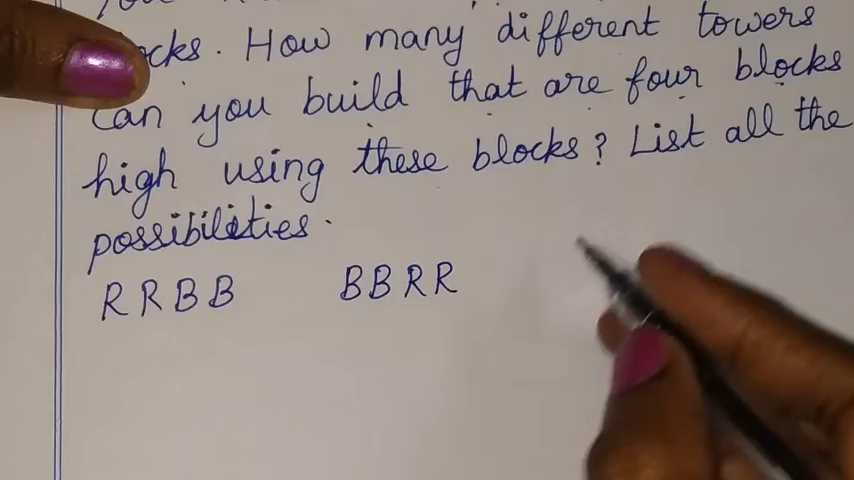 How many different towers
can you build that are four blocks
high using these blocks? List all the
possibilities.
RRBB BBRR